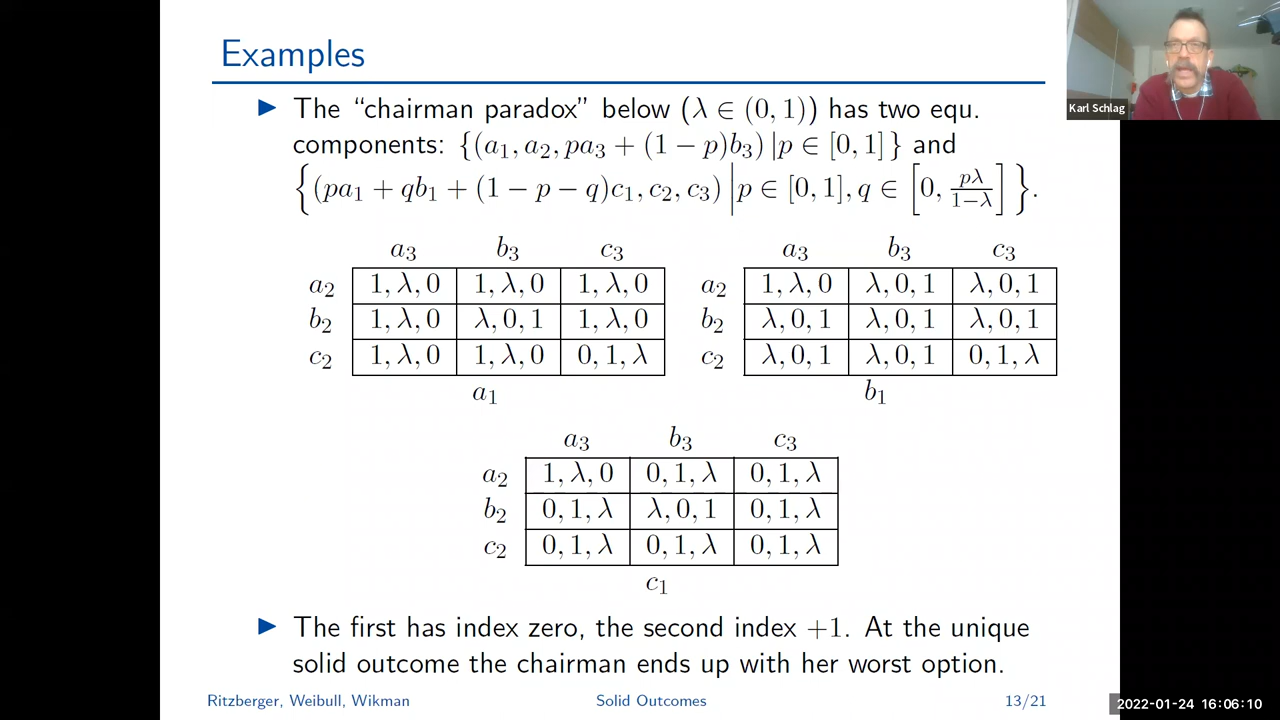 Examples
Karl Schlag
▶ The “chairman paradox” below (λ ∈ (0, 1)) has two equ.
components: {(a₁, a₂, pa₃ + (1 − p)b₃) |p ∈ [0, 1]} and
{(pa₁ + qb₁ + (1 − p − q)c₁, c₂, c₃) | p ∈ [0, 1], q ∈ [0, pλ/(1−λ)]}.
a₃ b₃ c₃ a₃ b₃ c₃
a₂ 1, λ, 0 1, λ, 0 1, λ, 0 a₂ 1, λ, 0 λ, 0, 1 λ, 0, 1
b₂ 1, λ, 0 λ, 0, 1 1, λ, 0 b₂ λ, 0, 1 λ, 0, 1 λ, 0, 1
c₂ 1, λ, 0 1, λ, 0 0, 1, λ c₂ λ, 0, 1 λ, 0, 1 0, 1, λ
a₁ b₁
a₃ b₃ c₃
a₂ 1, λ, 0 0, 1, λ 0, 1, λ
b₂ 0, 1, λ λ, 0, 1 0, 1, λ
c₂ 0, 1, λ 0, 1, λ 0, 1, λ
c₁
▶ The first has index zero, the second index +1. At the unique
solid outcome the chairman ends up with her worst option.
Ritzberger, Weibull, Wikman Solid Outcomes 13/21
2022-01-24 16:06:10